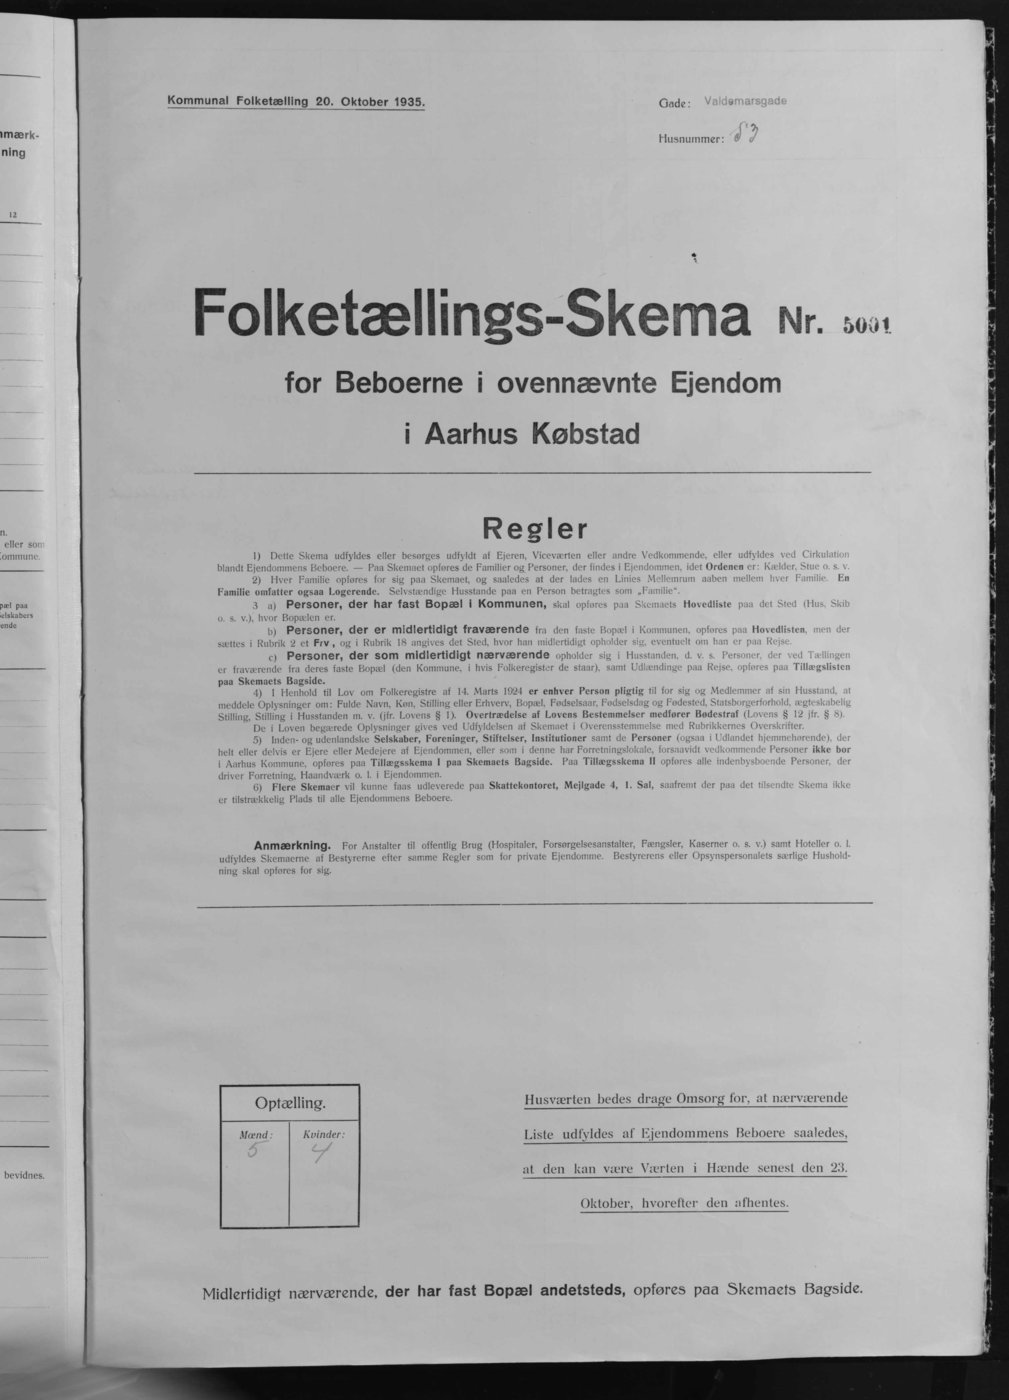 nmærk-
ning
12
n.
eller som
Kommune.
pæl paa
elskabers
ende
bevidnes.
Kommunal Folketælling 20. Oktober 1935.
Gade: Valdemarsgade
Husnummer: 83
Folketællings-Skema Nr. 5001
for Beboerne i ovennævnte Ejendom
i Aarhus Købstad
Regler
1) Dette Skema udfyldes eller besørges udfyldt af Ejeren, Viceværten eller andre Vedkommende, eller udfyldes ved Cirkulation
blandt Ejendommens Beboere. — Paa Skemaet opføres de Familier og Personer, der findes i Ejendommen, idet Ordenen er: Kælder, Stue o. s. v.
2) Hver Familie opføres for sig paa Skemaet, og saaledes at der lades en Linies Mellemrum aaben mellem hver Familie. En
Familie omfatter ogsaa Logerende. Selvstændige Husstande paa en Person betragtes som „Familie“.
3 a) Personer, der har fast Bopæl i Kommunen, skal opføres paa Skemaets Hovedliste paa det Sted (Hus, Skib
o. s. v.), hvor Bopælen er.
b) Personer, der er midlertidigt fraværende fra den faste Bopæl i Kommunen, opføres paa Hovedlisten, men der
sættes i Rubrik 2 et Frv., og i Rubrik 18 angives det Sted, hvor han midlertidigt opholder sig, eventuelt om han er paa Rejse.
c) Personer, der som midlertidigt nærværende opholder sig i Husstanden, d. v. s. Personer, der ved Tællingen
er fraværende fra deres faste Bopæl (den Kommune, i hvis Folkeregister de staar), samt Udlændinge paa Rejse, opføres paa Tillægslisten
paa Skemaets Bagside.
4) I Henhold til Lov om Folkeregistre af 14. Marts 1924 er enhver Person pligtig til for sig og Medlemmer af sin Husstand, at
meddele Oplysninger om: Fulde Navn, Køn, Stilling eller Erhverv, Bopæl, Fødselsaar, Fødselsdag og Fødested, Statsborgerforhold, ægteskabelig
Stilling, Stilling i Husstanden m. v. (jfr. Lovens § 1). Overtrædelse af Lovens Bestemmelser medfører Bødestraf (Lovens § 12 jfr. § 8).
De i Loven begærede Oplysninger gives ved Udfyldelsen af Skemaet i Overensstemmelse med Rubrikkernes Overskrifter.
5) Inden- og udenlandske Selskaber, Foreninger, Stiftelser, Institutioner samt de Personer (ogsaa i Udlandet hjemmehørende), der
helt eller delvis er Ejere eller Medejere af Ejendommen, eller som i denne har Forretningslokale, forsaavidt vedkommende Personer ikke bor
i Aarhus Kommune, opføres paa Tillægsskema I paa Skemaets Bagside. Paa Tillægsskema II opføres alle indenbysboende Personer, der
driver Forretning, Haandværk o. l. i Ejendommen.
6) Flere Skemaer vil kunne faas udleverede paa Skattekontoret, Mejlgade 4, 1. Sal, saafremt der paa det tilsendte Skema ikke
er tilstrækkelig Plads til alle Ejendommens Beboere.
Anmærkning. For Anstalter til offentlig Brug (Hospitaler, Forsørgelsesanstalter, Fængsler, Kaserner o. s. v.) samt Hoteller o. l.
udfyldes Skemaerne af Bestyrerne efter samme Regler som for private Ejendomme. Bestyrerens eller Opsynspersonalets særlige Hushold-
ning skal opføres for sig.
Optælling.
Mænd: Kvinder:
5 4
Husværten bedes drage Omsorg for, at nærværende
Liste udfyldes af Ejendommens Beboere saaledes,
at den kan være Værten i Hænde senest den 23.
Oktober, hvorefter den afhentes.
Midlertidigt nærværende, der har fast Bopæl andetsteds, opføres paa Skemaets Bagside.